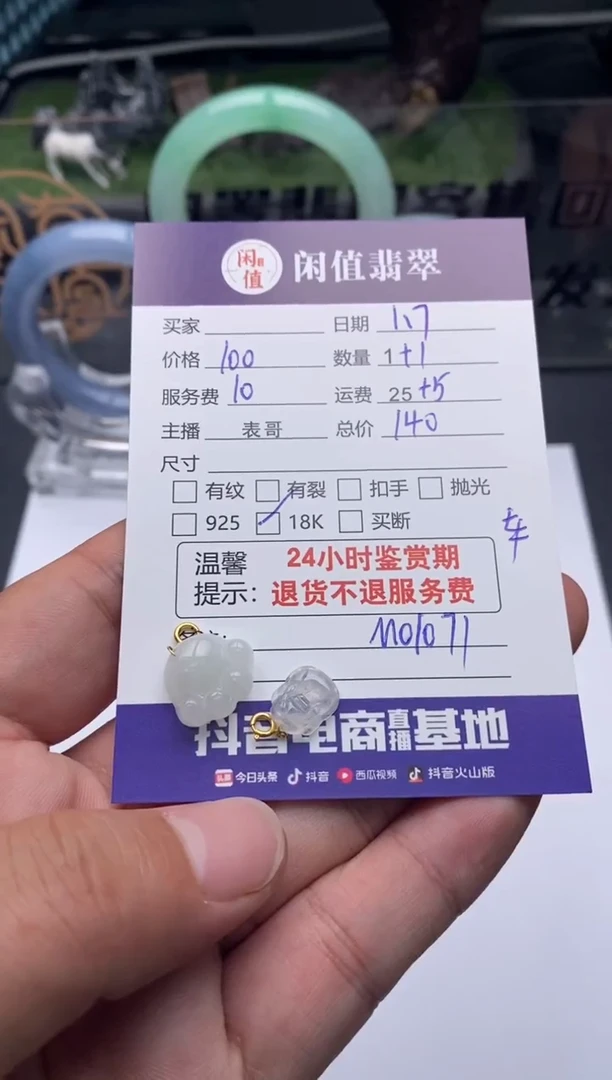 闲值 闲值翡翠
买家 日期 1.7
价格 100 数量 1+1
服务费 10 运费 25+5
主播 表哥 总价 140
尺寸
有纹 有裂 扣手 抛光
925 18K 买断
车
温馨 24小时鉴赏期
提示: 退货不退服务费
1101071
抖音电商直播基地
头条 今日头条 抖音 西瓜视频 抖音火山版